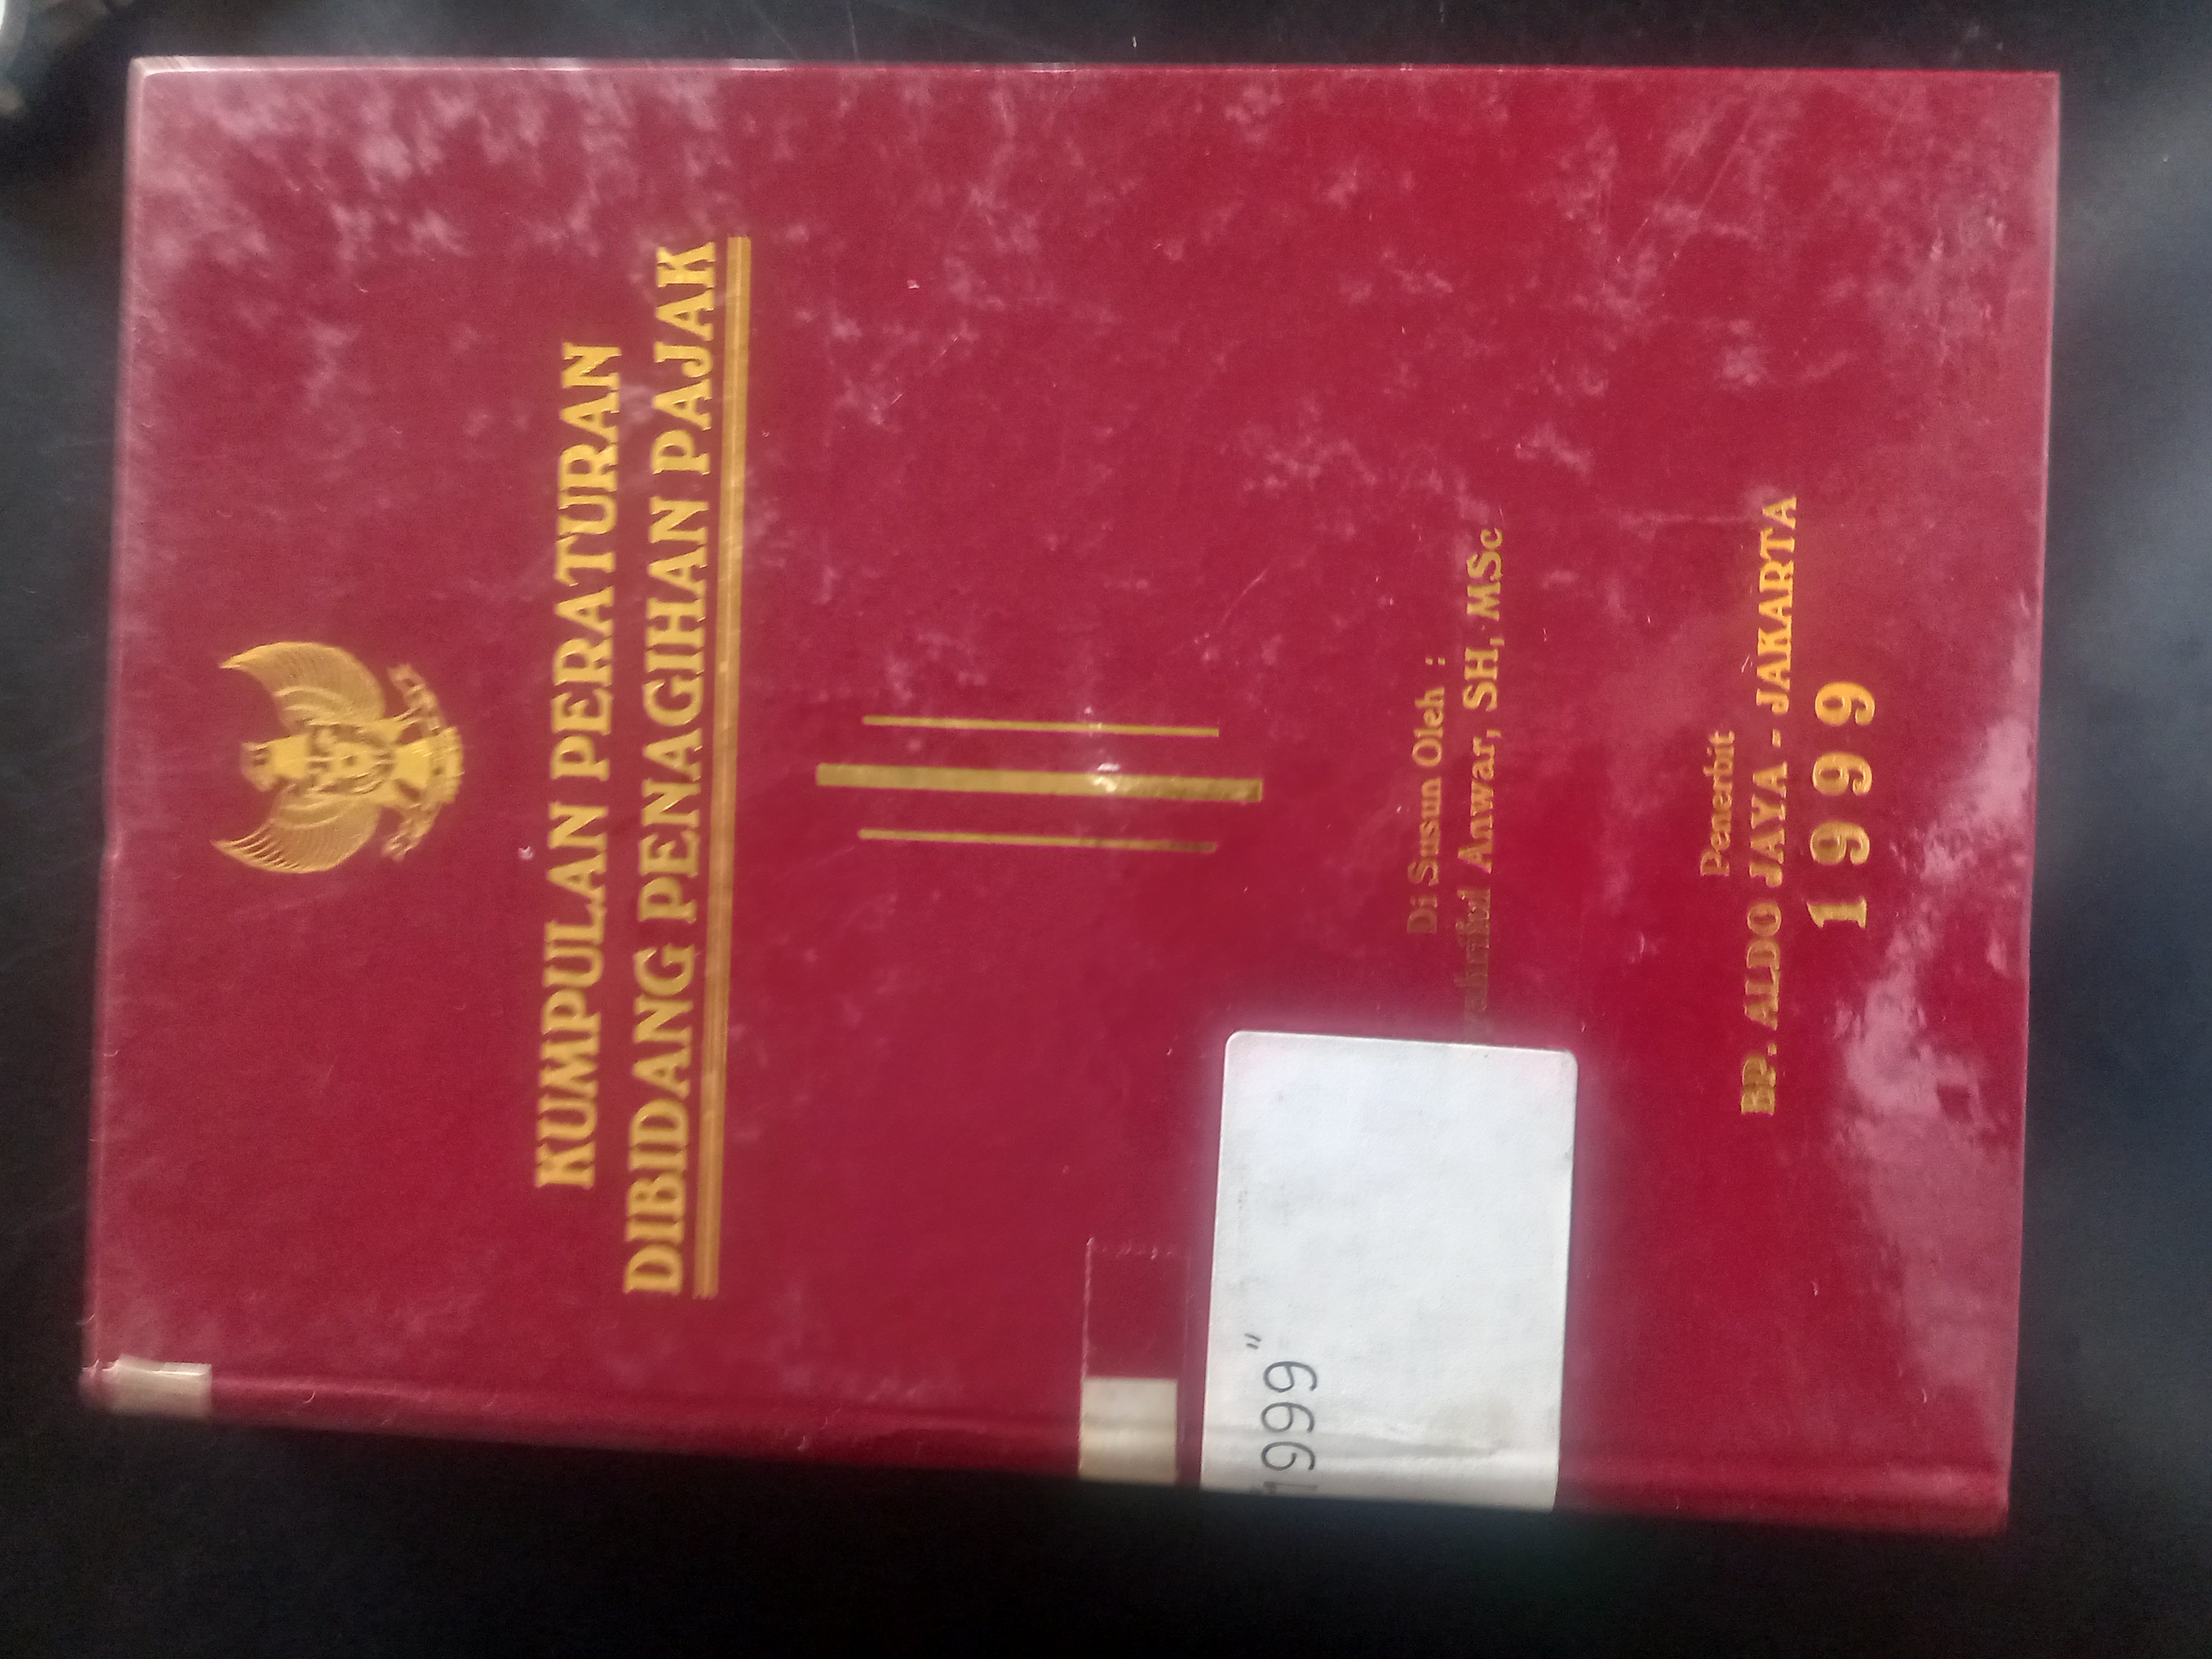 KUMPULAN PERATURAN
DIBIDANG PENAGIHAN PAJAK
Di Susun Oleh :
Anwar, SH, MSc
Penerbit
BP. ALDO JAYA - JAKARTA
1999
1999"